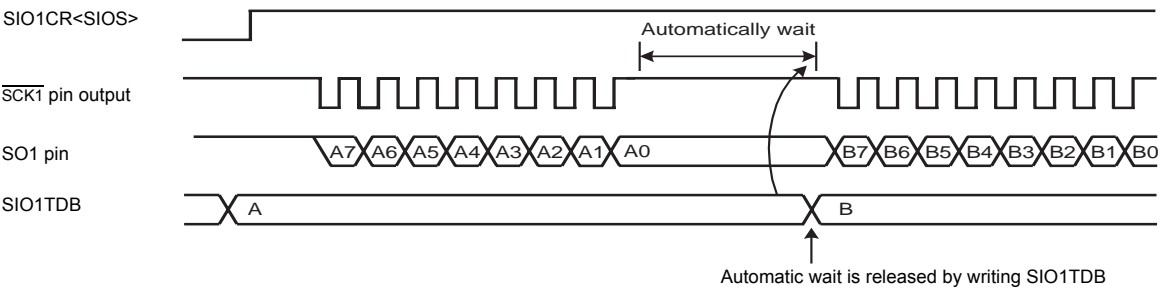 SIO1CR<SIOS>
Automatically wait
SCK1 pin output
SO1 pin
A7 A6 A5 A4 A3 A2 A1 A0 B7 B6 B5 B4 B3 B2 B1 B0
SIO1TDB
A B
Automatic wait is released by writing SIO1TDB